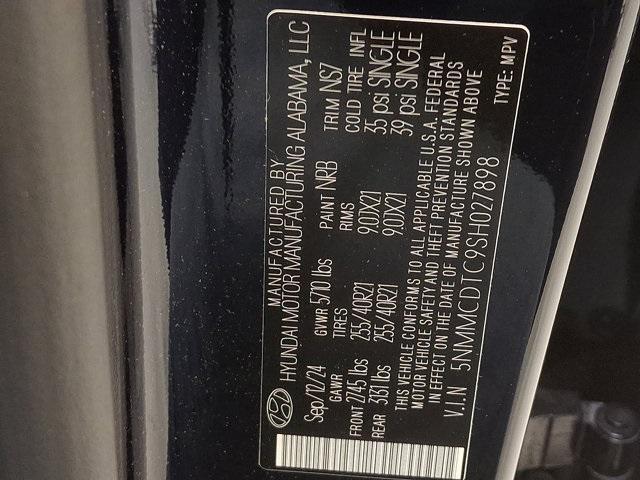 MANUFACTURED BY
HYUNDAI MOTOR MANUFACTURING ALABAMA, LLC
Sep/12/24 GVWR 5710 lbs PAINT NRB TRIM NS7
GAWR TIRES RIMS COLD TIRE INFL
FRONT 2745 lbs 255/40R21 9.0JX21 35 psi SINGLE
REAR 3131 lbs 255/40R21 9.0JX21 39 psi SINGLE
THIS VEHICLE CONFORMS TO ALL APPLICABLE U.S.A. FEDERAL
MOTOR VEHICLE SAFETY AND THEFT PREVENTION STANDARDS
IN EFFECT ON THE DATE OF MANUFACTURE SHOWN ABOVE
V.I.N 5NMMCDTC9SH027898 TYPE: MPV